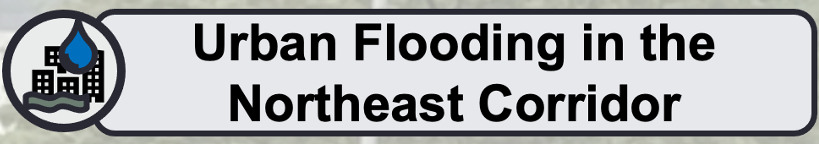 Urban Flooding in the
Northeast Corridor